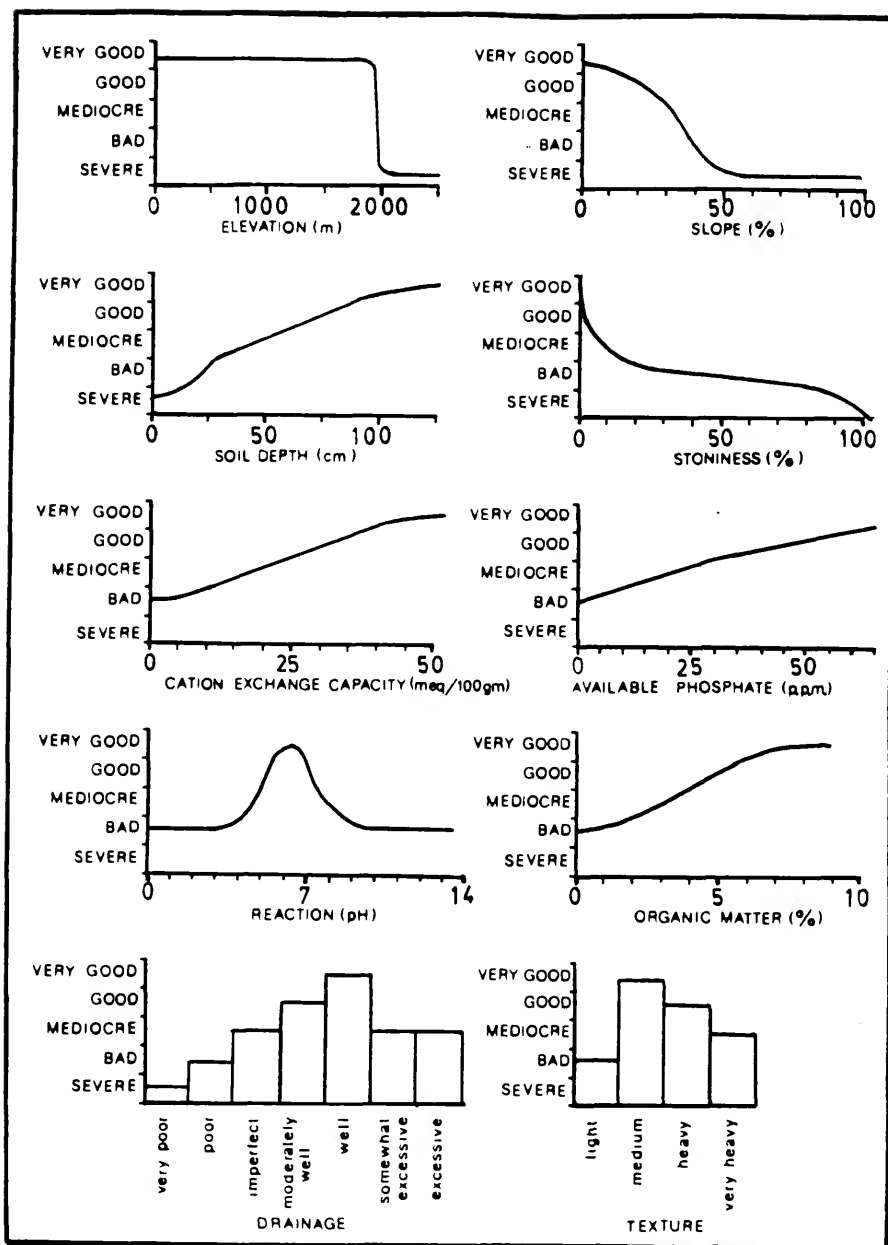 VERY GOOD
GOOD
MEDIOCRE
BAD
SEVERE
0 1000 2000
ELEVATION (m)
VERY GOOD
GOOD
MEDIOCRE
BAD
SEVERE
0 50 100
SLOPE (%)
VERY GOOD
GOOD
MEDIOCRE
BAD
SEVERE
0 50 100
SOIL DEPTH (cm)
VERY GOOD
GOOD
MEDIOCRE
BAD
SEVERE
0 50 100
STONINESS (%)
VERY GOOD
GOOD
MEDIOCRE
BAD
SEVERE
0 25 50
CATION EXCHANGE CAPACITY (meq/100gm)
VERY GOOD
GOOD
MEDIOCRE
BAD
SEVERE
0 25 50
AVAILABLE PHOSPHATE (ppm)
VERY GOOD
GOOD
MEDIOCRE
BAD
SEVERE
0 7 14
REACTION (pH)
VERY GOOD
GOOD
MEDIOCRE
BAD
SEVERE
0 5 10
ORGANIC MATTER (%)
VERY GOOD
GOOD
MEDIOCRE
BAD
SEVERE
very poor
poor
imperfect
moderately
well
well
somewhat
excessive
excessive
DRAINAGE
VERY GOOD
GOOD
MEDIOCRE
BAD
SEVERE
light
medium
heavy
very heavy
TEXTURE